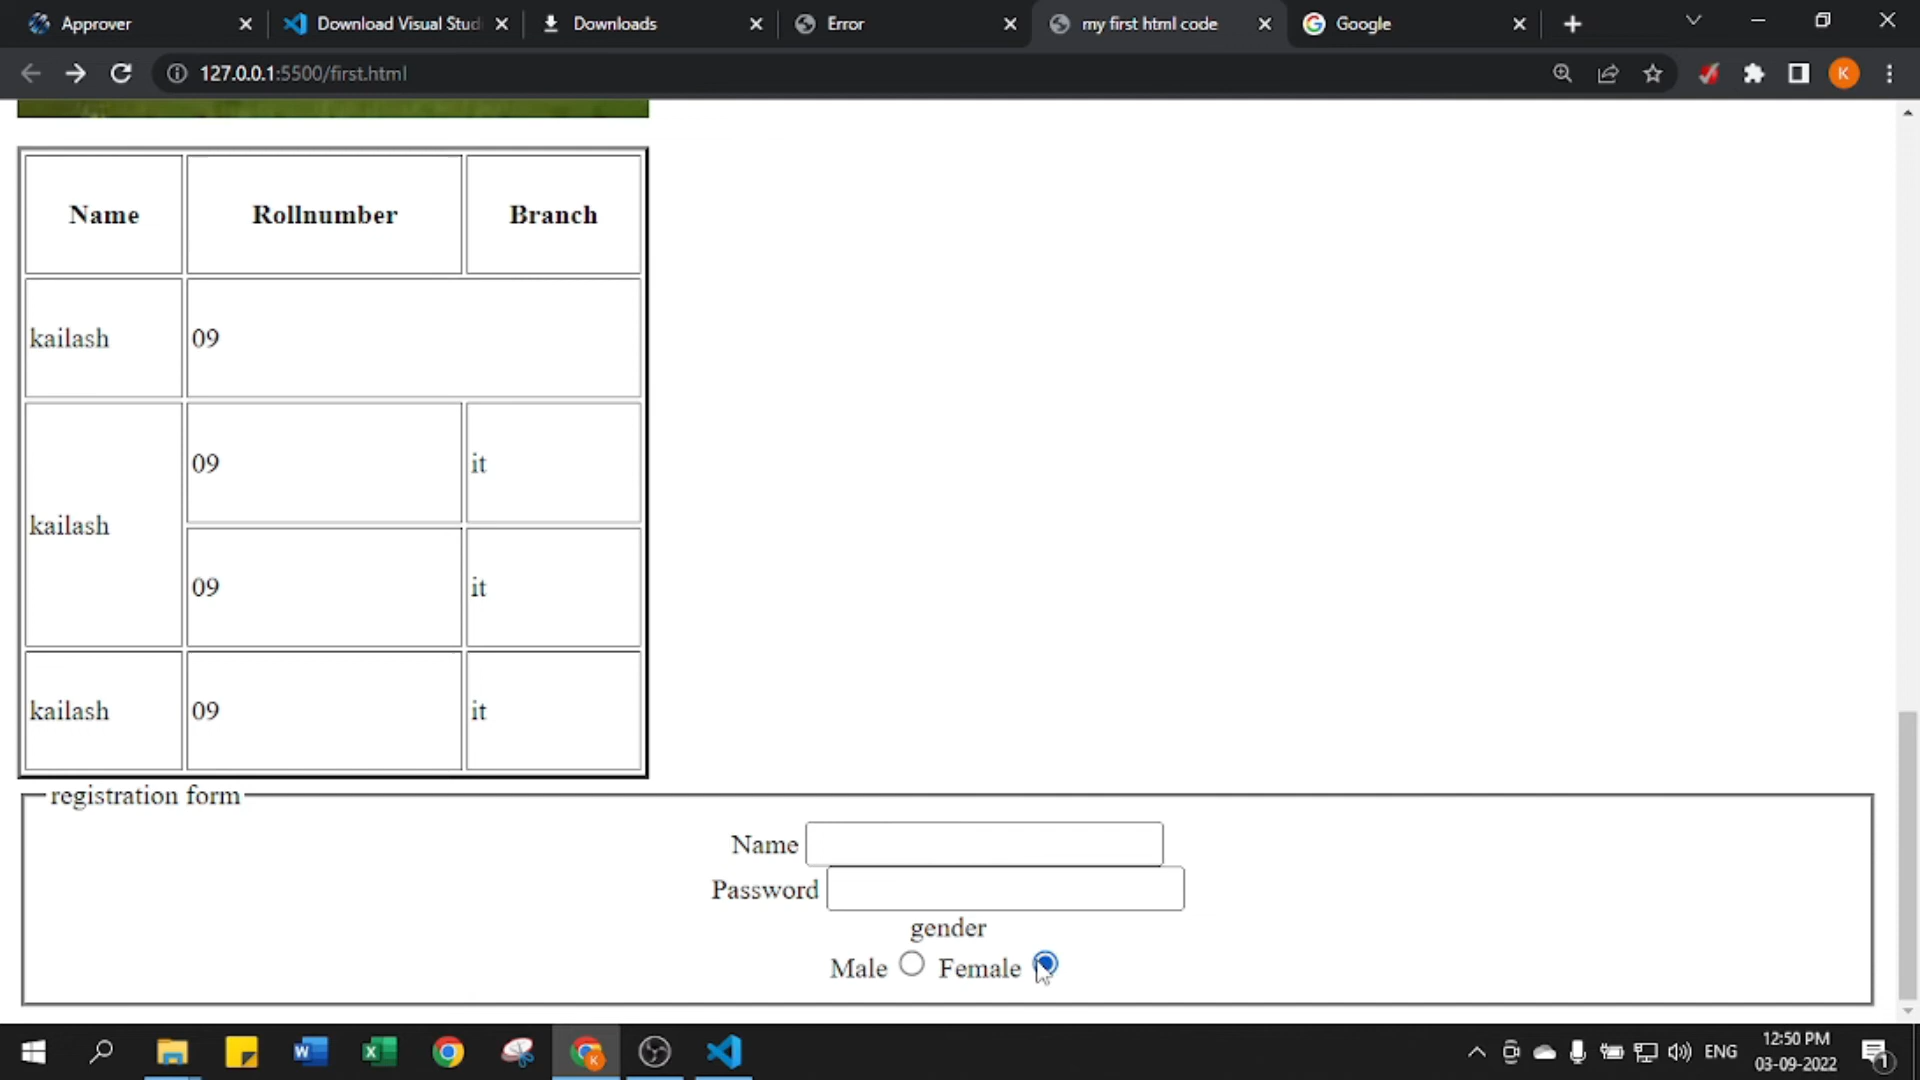 Approver
Download Visual Studi
Downloads
Error
my first html code
Google
127.0.0.1:5500/first.html
K
Name Rollnumber Branch
kailash 09
kailash 09 it
09 it
kailash 09 it
registration form
Name
Password
gender
Male Female
ENG
12:50 PM
03-09-2022
1